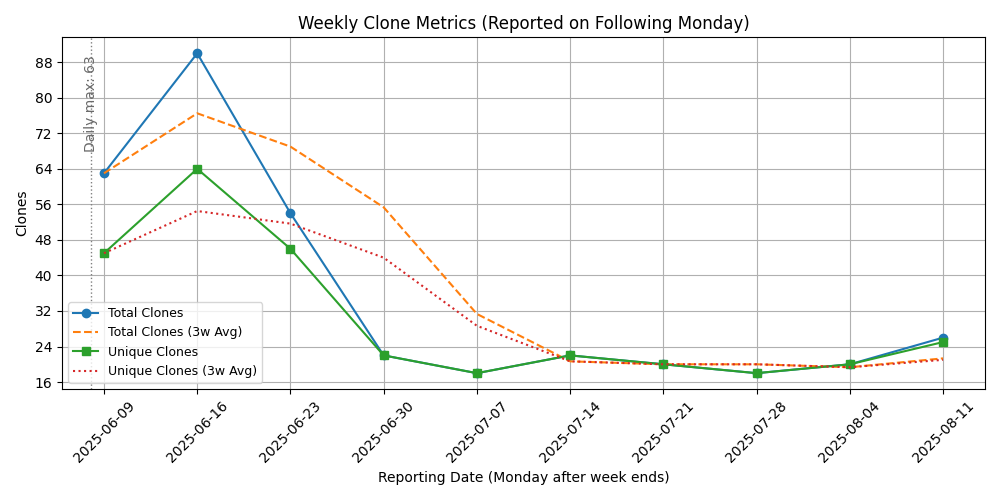 Weekly Clone Metrics (Reported on Following Monday)
Clones
88
80
72
64
56
48
40
32
24
16
Daily max: 63
Total Clones
Total Clones (3w Avg)
Unique Clones
Unique Clones (3w Avg)
2025-06-09
2025-06-16
2025-06-23
2025-06-30
2025-07-07
2025-07-14
2025-07-21
2025-07-28
2025-08-04
2025-08-11
Reporting Date (Monday after week ends)